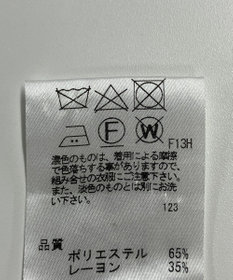 F W F13H
濃色のものは、着用による摩擦
で色落ちする事がありますので、
組み合せの衣類にご注意下さい。
また、淡色のものとは別にお洗
い下さい。
123
品質
ポリエステル 65%
レーヨン 35%